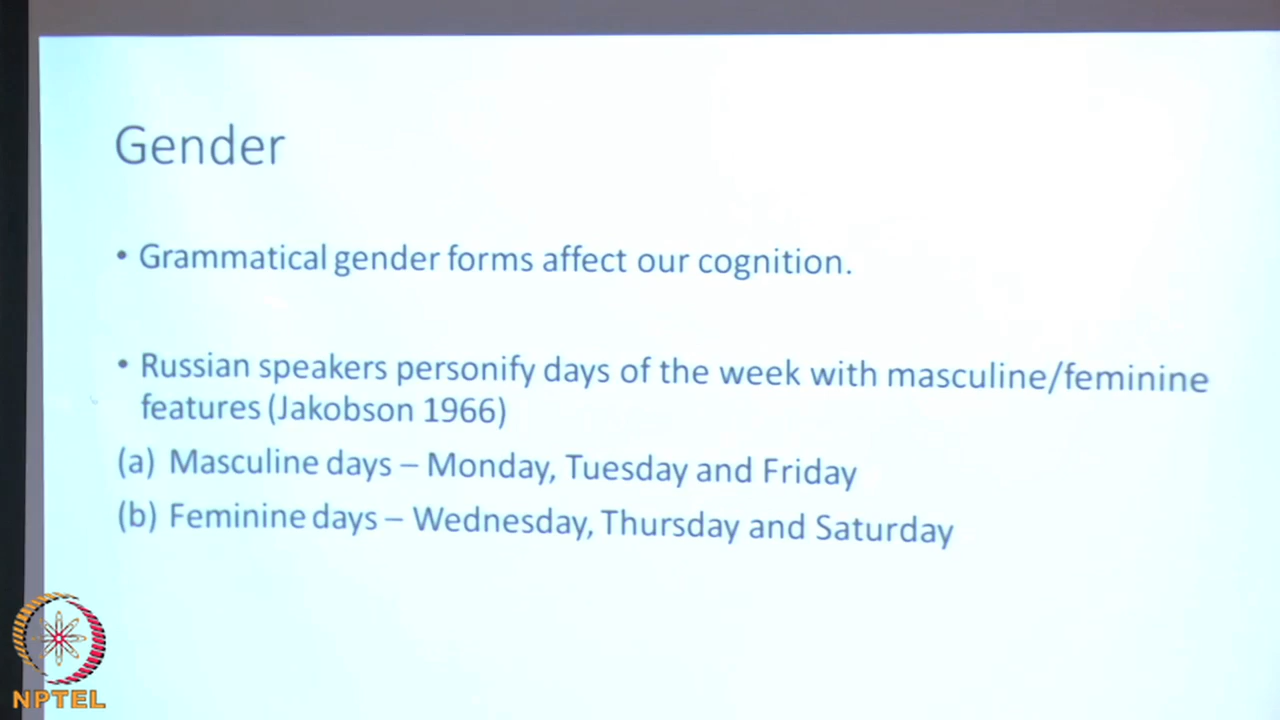 Gender
• Grammatical gender forms affect our cognition.
• Russian speakers personify days of the week with masculine/feminine
features (Jakobson 1966)
(a) Masculine days – Monday, Tuesday and Friday
(b) Feminine days – Wednesday, Thursday and Saturday
NPTEL